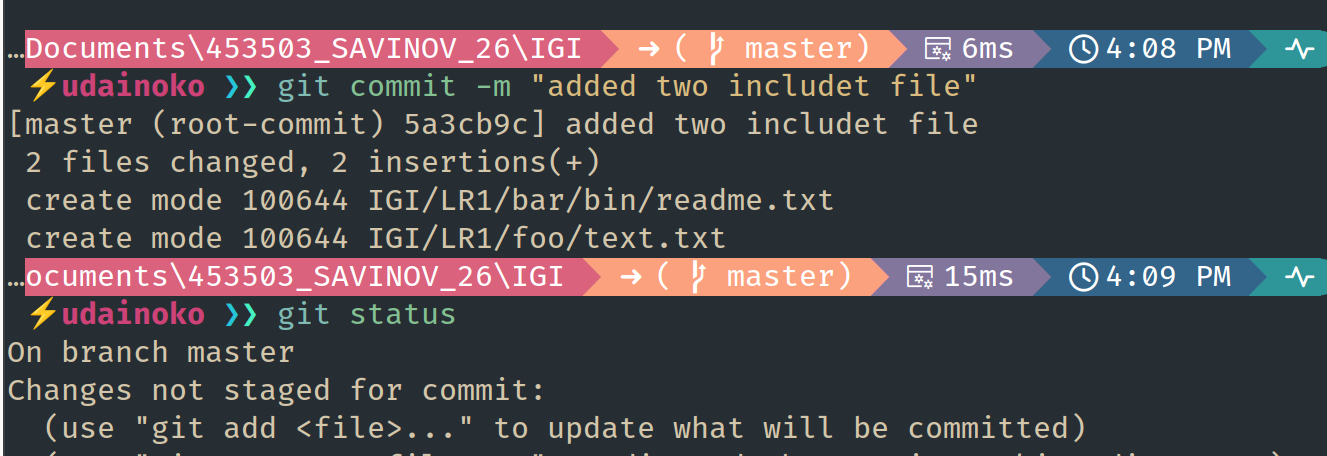 …Documents\453503_SAVINOV_26\IGI ➜ ( master) 6ms 4:08 PM
⚡udainoko ❯❯ git commit -m "added two includet file"
[master (root-commit) 5a3cb9c] added two includet file
2 files changed, 2 insertions(+)
create mode 100644 IGI/LR1/bar/bin/readme.txt
create mode 100644 IGI/LR1/foo/text.txt
…ocuments\453503_SAVINOV_26\IGI ➜ ( master) 15ms 4:09 PM
⚡udainoko ❯❯ git status
On branch master
Changes not staged for commit:
(use "git add <file>..." to update what will be committed)